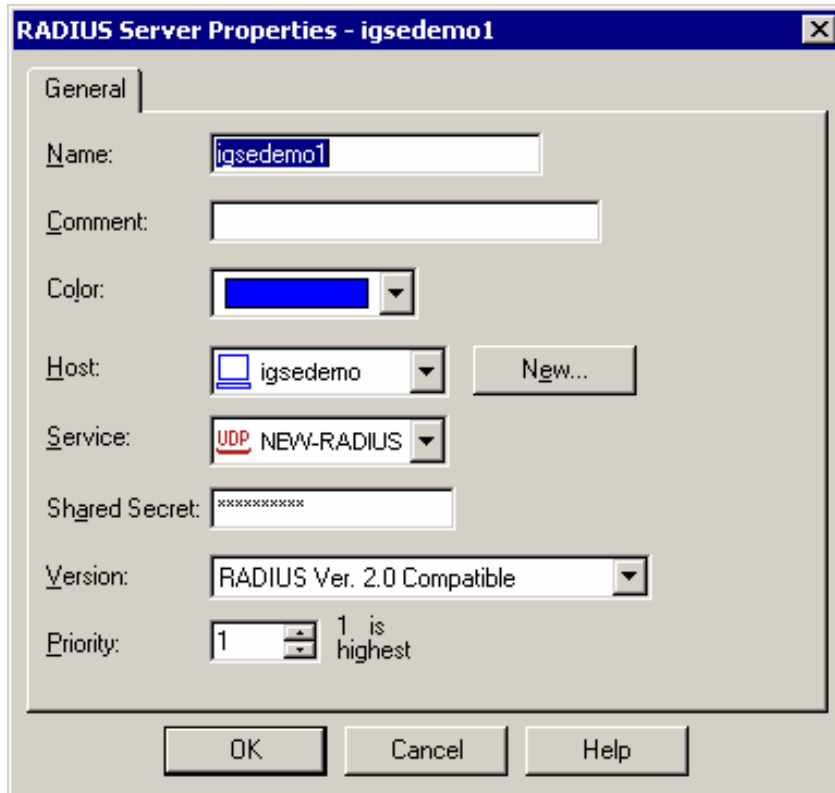 RADIUS Server Properties - igsedemo1
General
Name: igsedemo1
Comment:
Color:
Host: igsedemo New...
Service: UDP NEW-RADIUS
Shared Secret: **********
Version: RADIUS Ver. 2.0 Compatible
Priority: 1 1 is
highest
OK Cancel Help